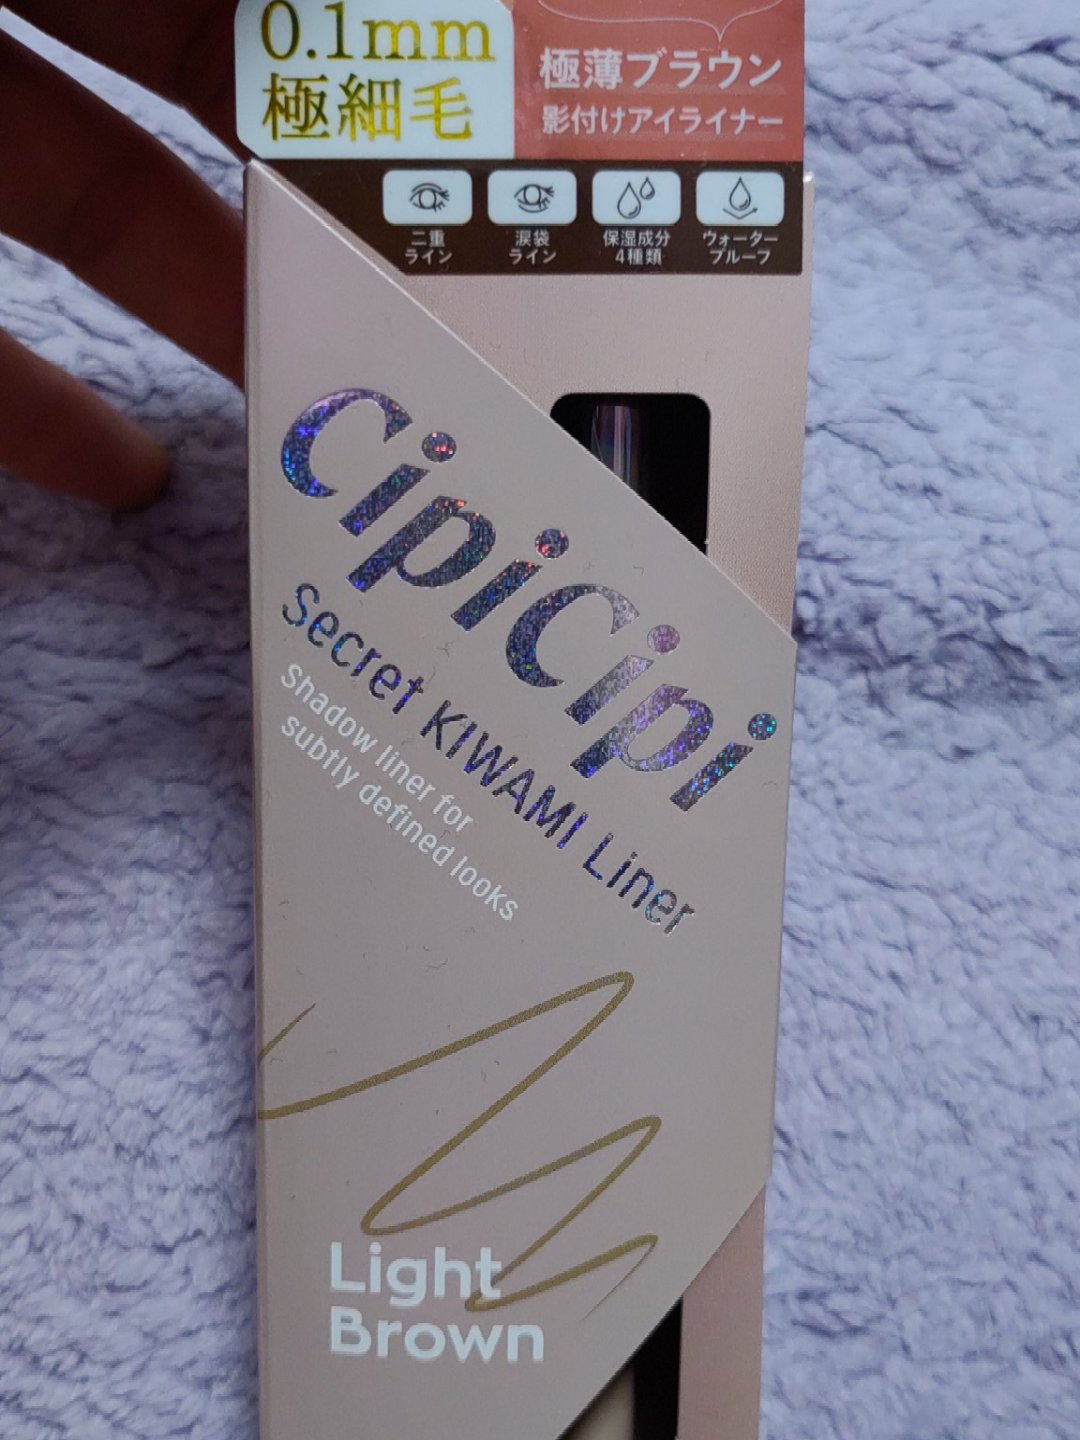 0.1mm
極細毛
極薄ブラウン
影付けアイライナー
二重
ライン
涙袋
ライン
保湿成分
4種類
ウォーター
プルーフ
CipiCipi
Secret KIWAMI Liner
Shadow liner for
subtly defined looks
Light
Brown